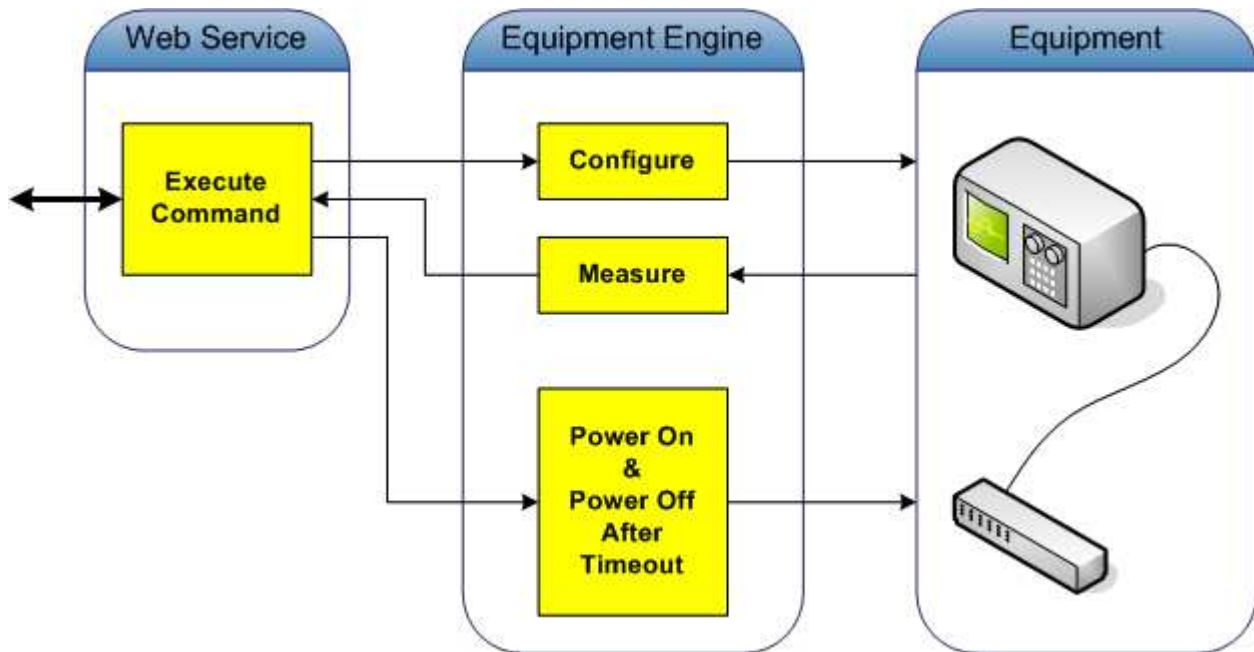 Web Service
Equipment Engine
Equipment
Execute
Command
Configure
Measure
Power On
&
Power Off
After
Timeout